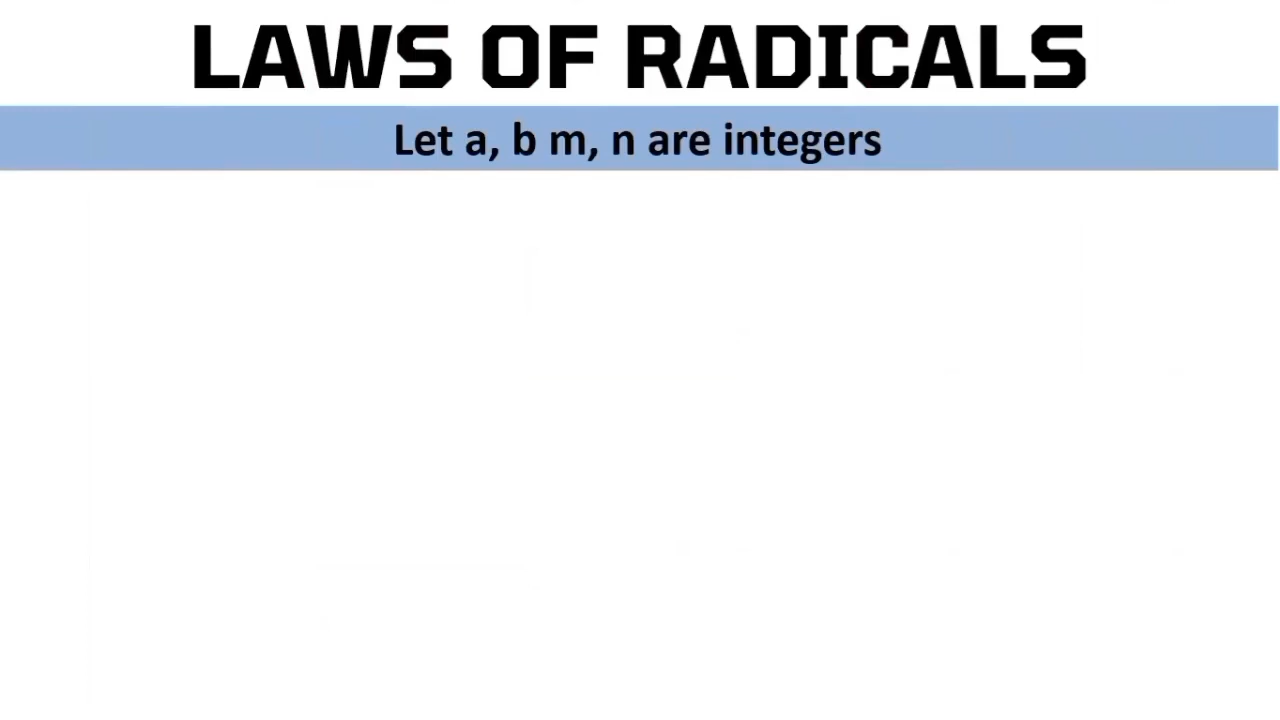 LAWS OF RADICALS
Let a, b m, n are integers